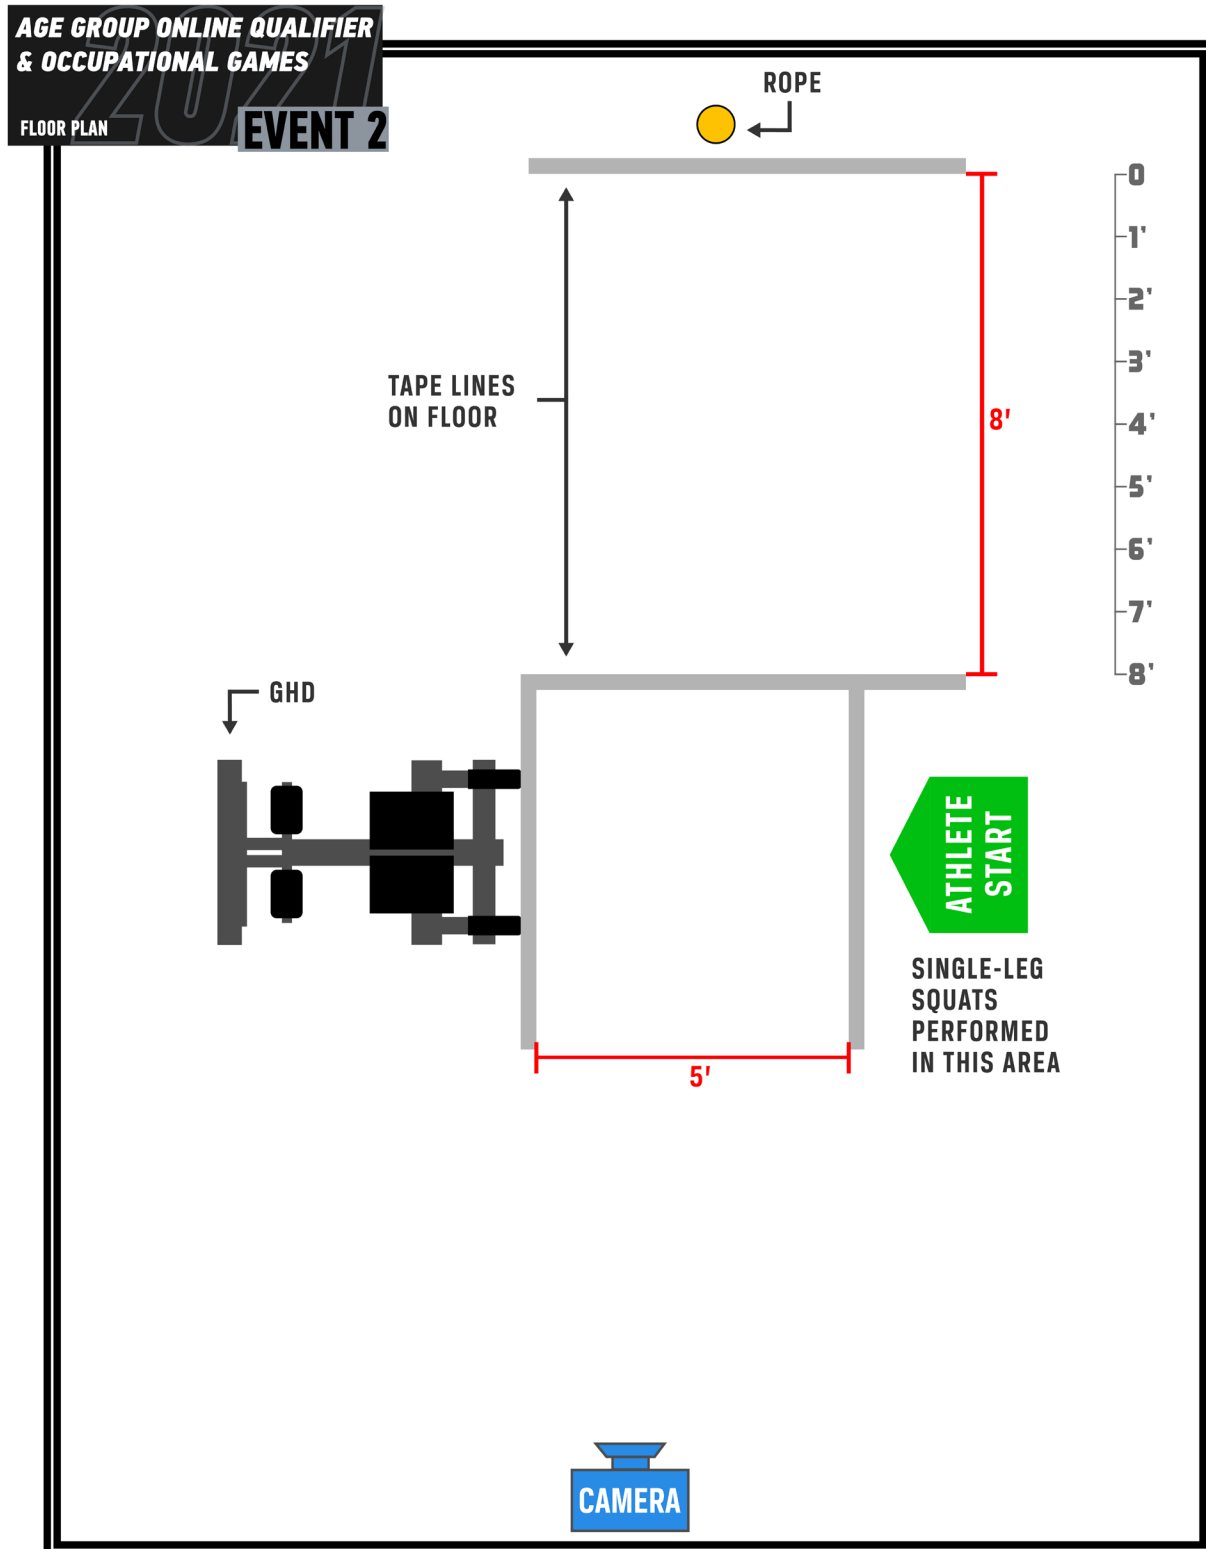 AGE GROUP ONLINE QUALIFIER
& OCCUPATIONAL GAMES
2021
FLOOR PLAN
EVENT 2
ROPE
0
1'
2'
3'
4'
5'
6'
7'
8'
TAPE LINES
ON FLOOR
8'
GHD
ATHLETE
START
SINGLE-LEG
SQUATS
PERFORMED
IN THIS AREA
5'
CAMERA